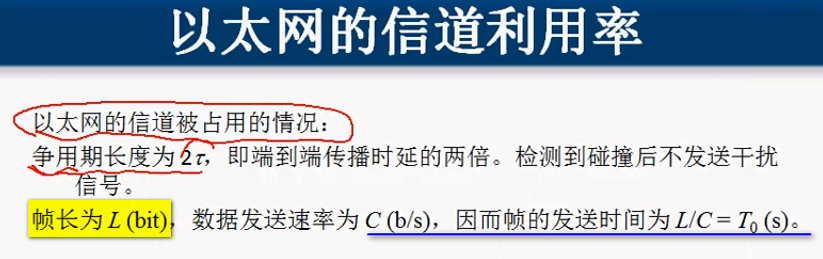 以太网的信道利用率
以太网的信道被占用的情况：
争用期长度为 2τ，即端到端传播时延的两倍。检测到碰撞后不发送干扰
信号。
帧长为 L (bit)，数据发送速率为 C (b/s)，因而帧的发送时间为 L/C = T₀ (s)。